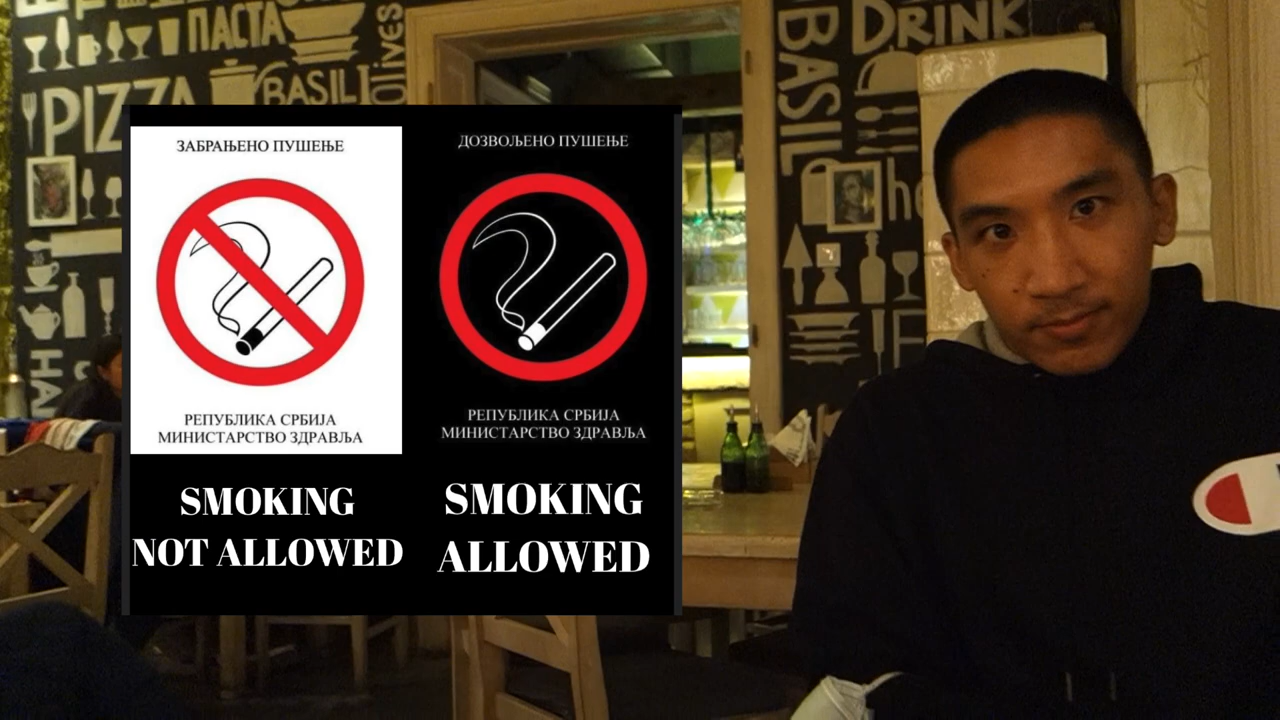 ПАСТА
Olives
PIZZA
BASIL
BASIL
DRINK
ЗАБРАЊЕНО ПУШЕЊЕ
РЕПУБЛИКА СРБИЈА
МИНИСТАРСТВО ЗДРАВЉА
SMOKING
NOT ALLOWED
ДОЗВОЉЕНО ПУШЕЊЕ
РЕПУБЛИКА СРБИЈА
МИНИСТАРСТВО ЗДРАВЉА
SMOKING
ALLOWED